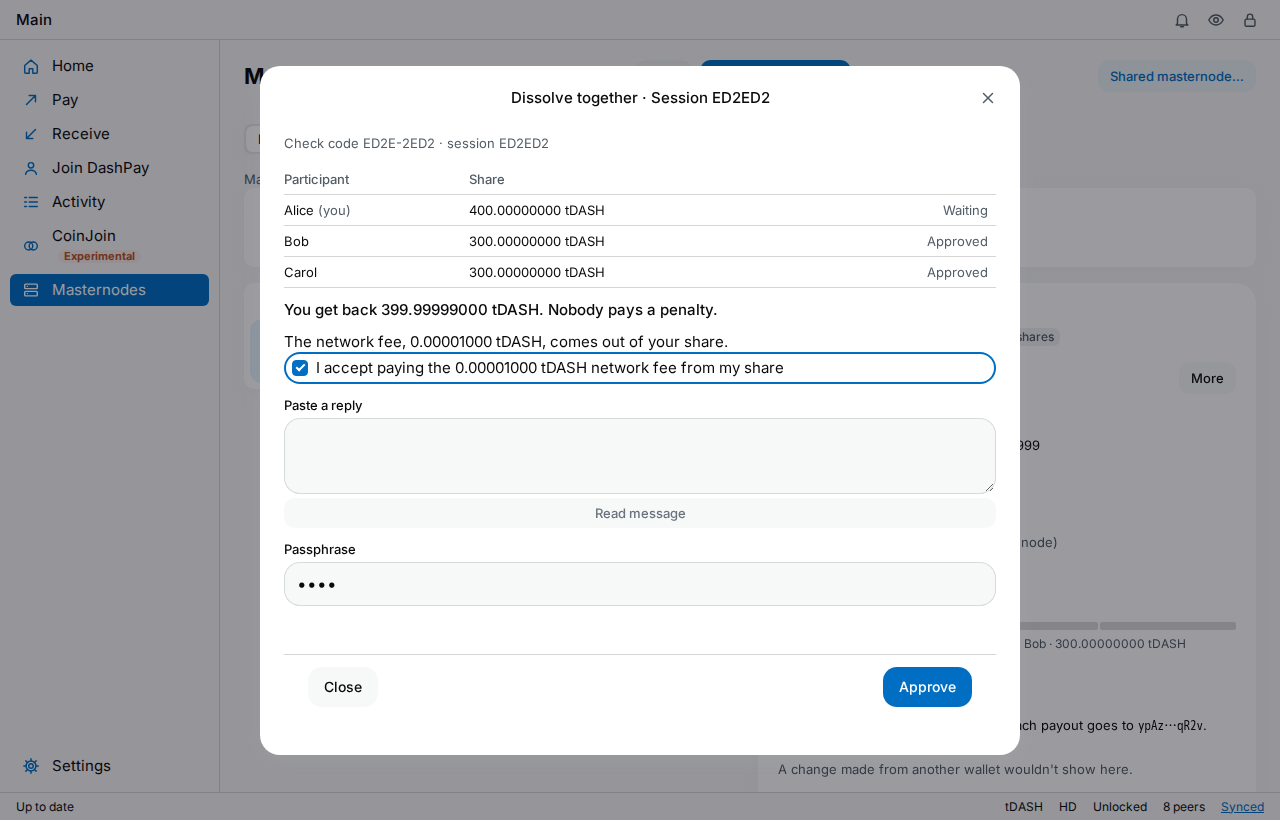 Main
Home
Pay
Receive
Join DashPay
Activity
CoinJoin
Experimental
Masternodes
Settings
Shared masternode...
Dissolve together · Session ED2ED2
Check code ED2E-2ED2 · session ED2ED2
Participant Share
Alice (you) 400.00000000 tDASH Waiting
Bob 300.00000000 tDASH Approved
Carol 300.00000000 tDASH Approved
You get back 399.99999000 tDASH. Nobody pays a penalty.
The network fee, 0.00001000 tDASH, comes out of your share.
I accept paying the 0.00001000 tDASH network fee from my share
Paste a reply
Read message
Passphrase
Close Approve
shares
More
999
node)
Bob · 300.00000000 tDASH
payout goes to ypAz…qR2v.
A change made from another wallet wouldn't show here.
Up to date tDASH HD Unlocked 8 peers Synced